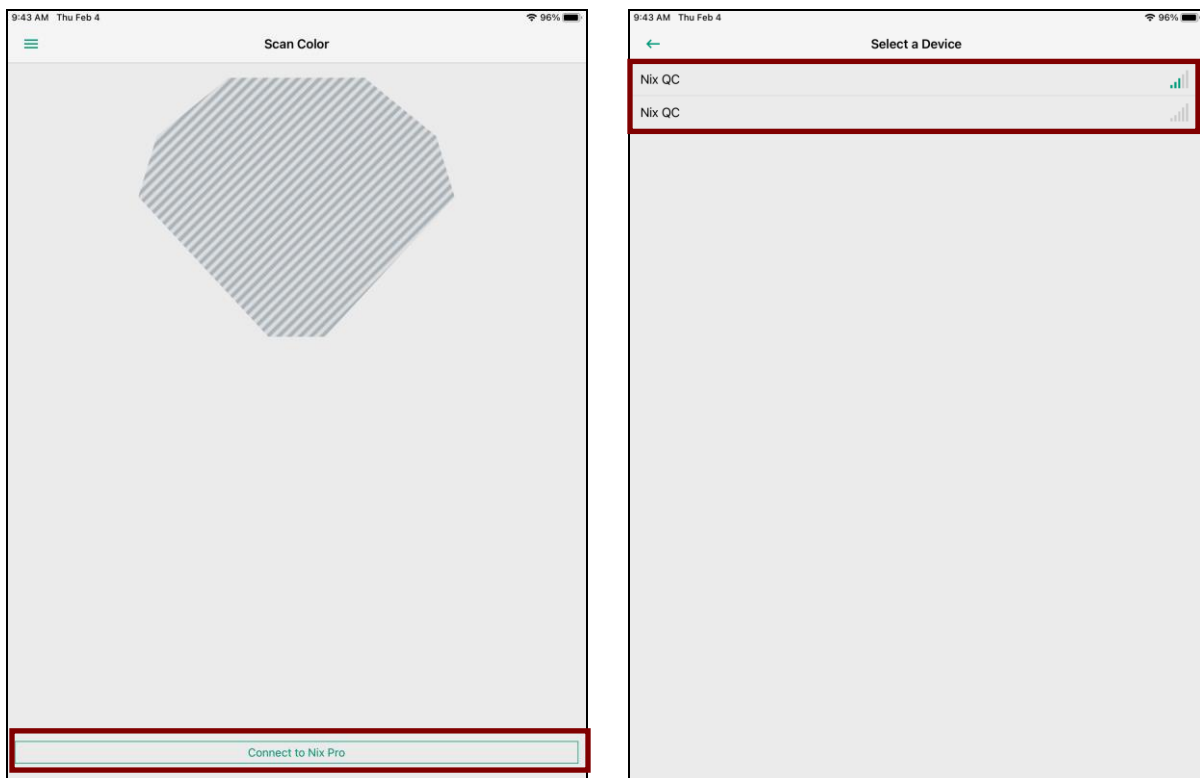 9:43 AM Thu Feb 4
96%
Scan Color
Connect to Nix Pro
9:43 AM Thu Feb 4
96%
Select a Device
Nix QC
Nix QC